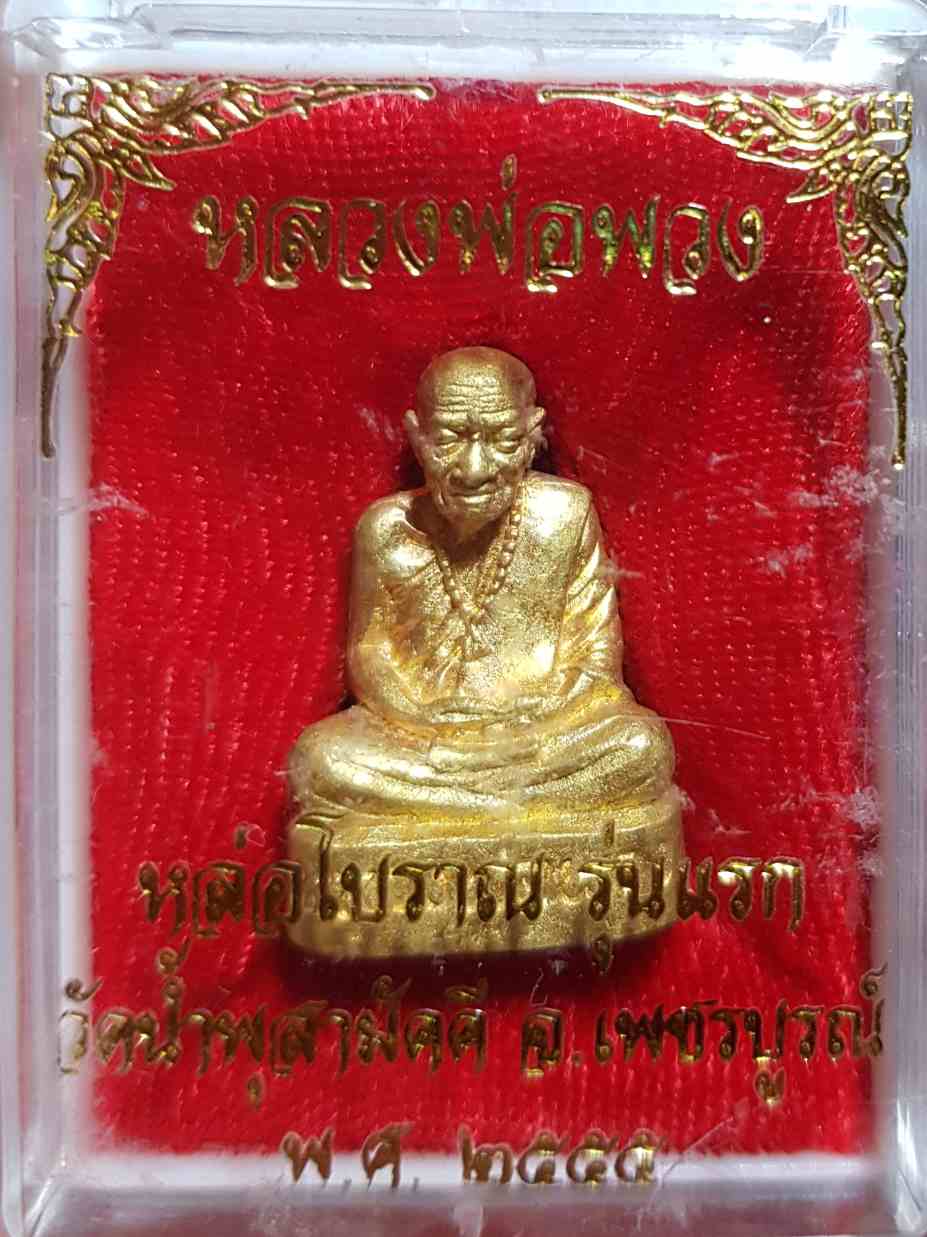 หลวงพ่อพวง
หล่อโบราณ รุ่นแรก
วัดน้ำพุสามัคคี จ.เพชรบูรณ์
พ.ศ. ๒๕๕๕